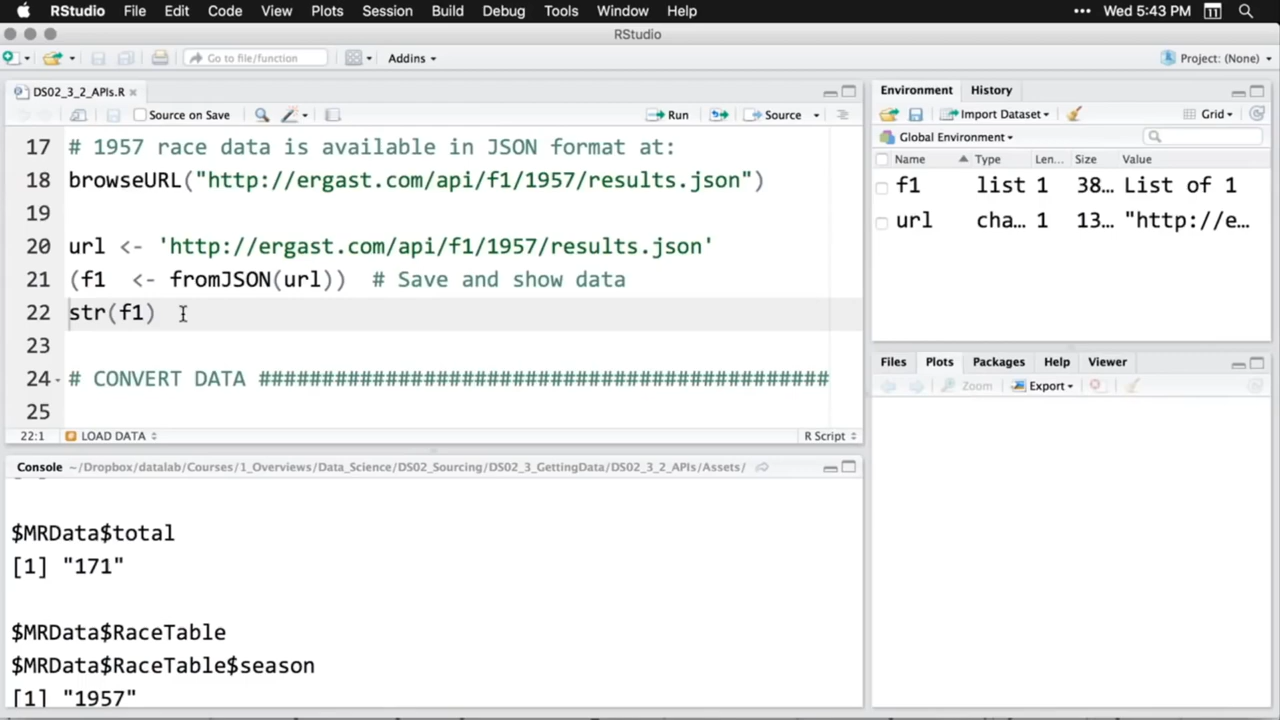 RStudio File Edit Code View Plots Session Build Debug Tools Window Help ••• Wed 5:43 PM 11
RStudio
Go to file/function Addins Project: (None)
DS02_3_2_APIs.R
Source on Save Run Source
17 # 1957 race data is available in JSON format at:
18 browseURL("http://ergast.com/api/f1/1957/results.json")
19
20 url <- 'http://ergast.com/api/f1/1957/results.json'
21 (f1 <- fromJSON(url)) # Save and show data
22 str(f1)
23
24 # CONVERT DATA #############################################
25
22:1 LOAD DATA R Script
Console ~/Dropbox/datalab/Courses/1_Overviews/Data_Science/DS02_Sourcing/DS02_3_GettingData/DS02_3_2_APIs/Assets/
$MRData$total
[1] "171"
$MRData$RaceTable
$MRData$RaceTable$season
[1] "1957"
Environment History
Import Dataset Grid
Global Environment
Name Type Len... Size Value
f1 list 1 38... List of 1
url cha... 1 13... "http://e...
Files Plots Packages Help Viewer
Zoom Export